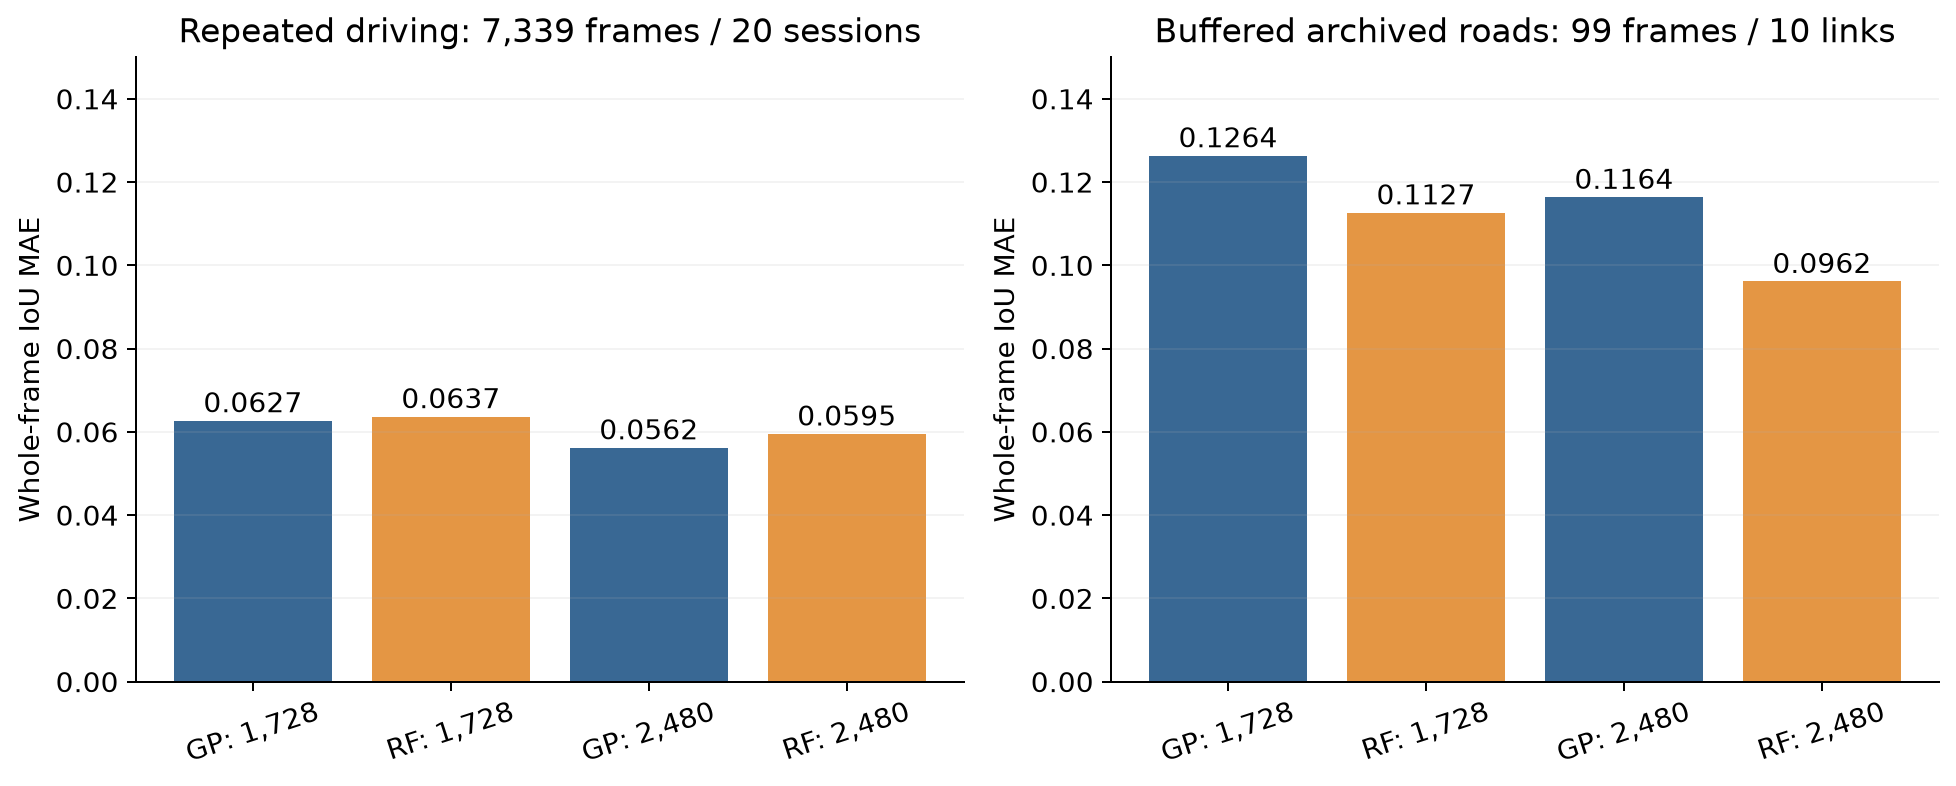 Repeated driving: 7,339 frames / 20 sessions
Whole-frame IoU MAE
0.14
0.12
0.10
0.08
0.06
0.04
0.02
0.00
0.0627
0.0637
0.0562
0.0595
GP: 1,728
RF: 1,728
GP: 2,480
RF: 2,480
Buffered archived roads: 99 frames / 10 links
Whole-frame IoU MAE
0.14
0.12
0.10
0.08
0.06
0.04
0.02
0.00
0.1264
0.1127
0.1164
0.0962
GP: 1,728
RF: 1,728
GP: 2,480
RF: 2,480